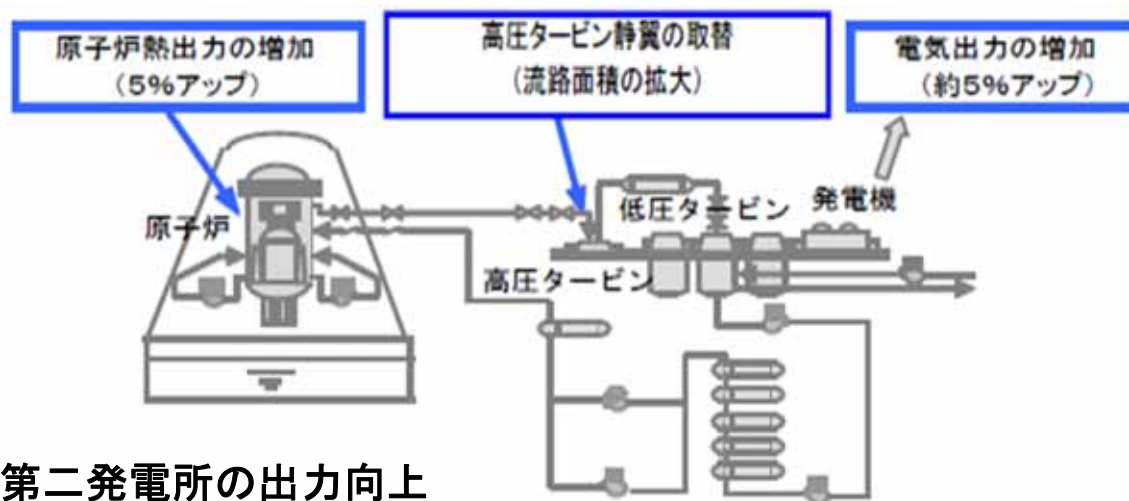 原子炉熱出力の増加
（5%アップ）
高圧タービン静翼の取替
（流路面積の拡大）
電気出力の増加
（約5%アップ）
原子炉
低圧タービン
発電機
高圧タービン
第二発電所の出力向上